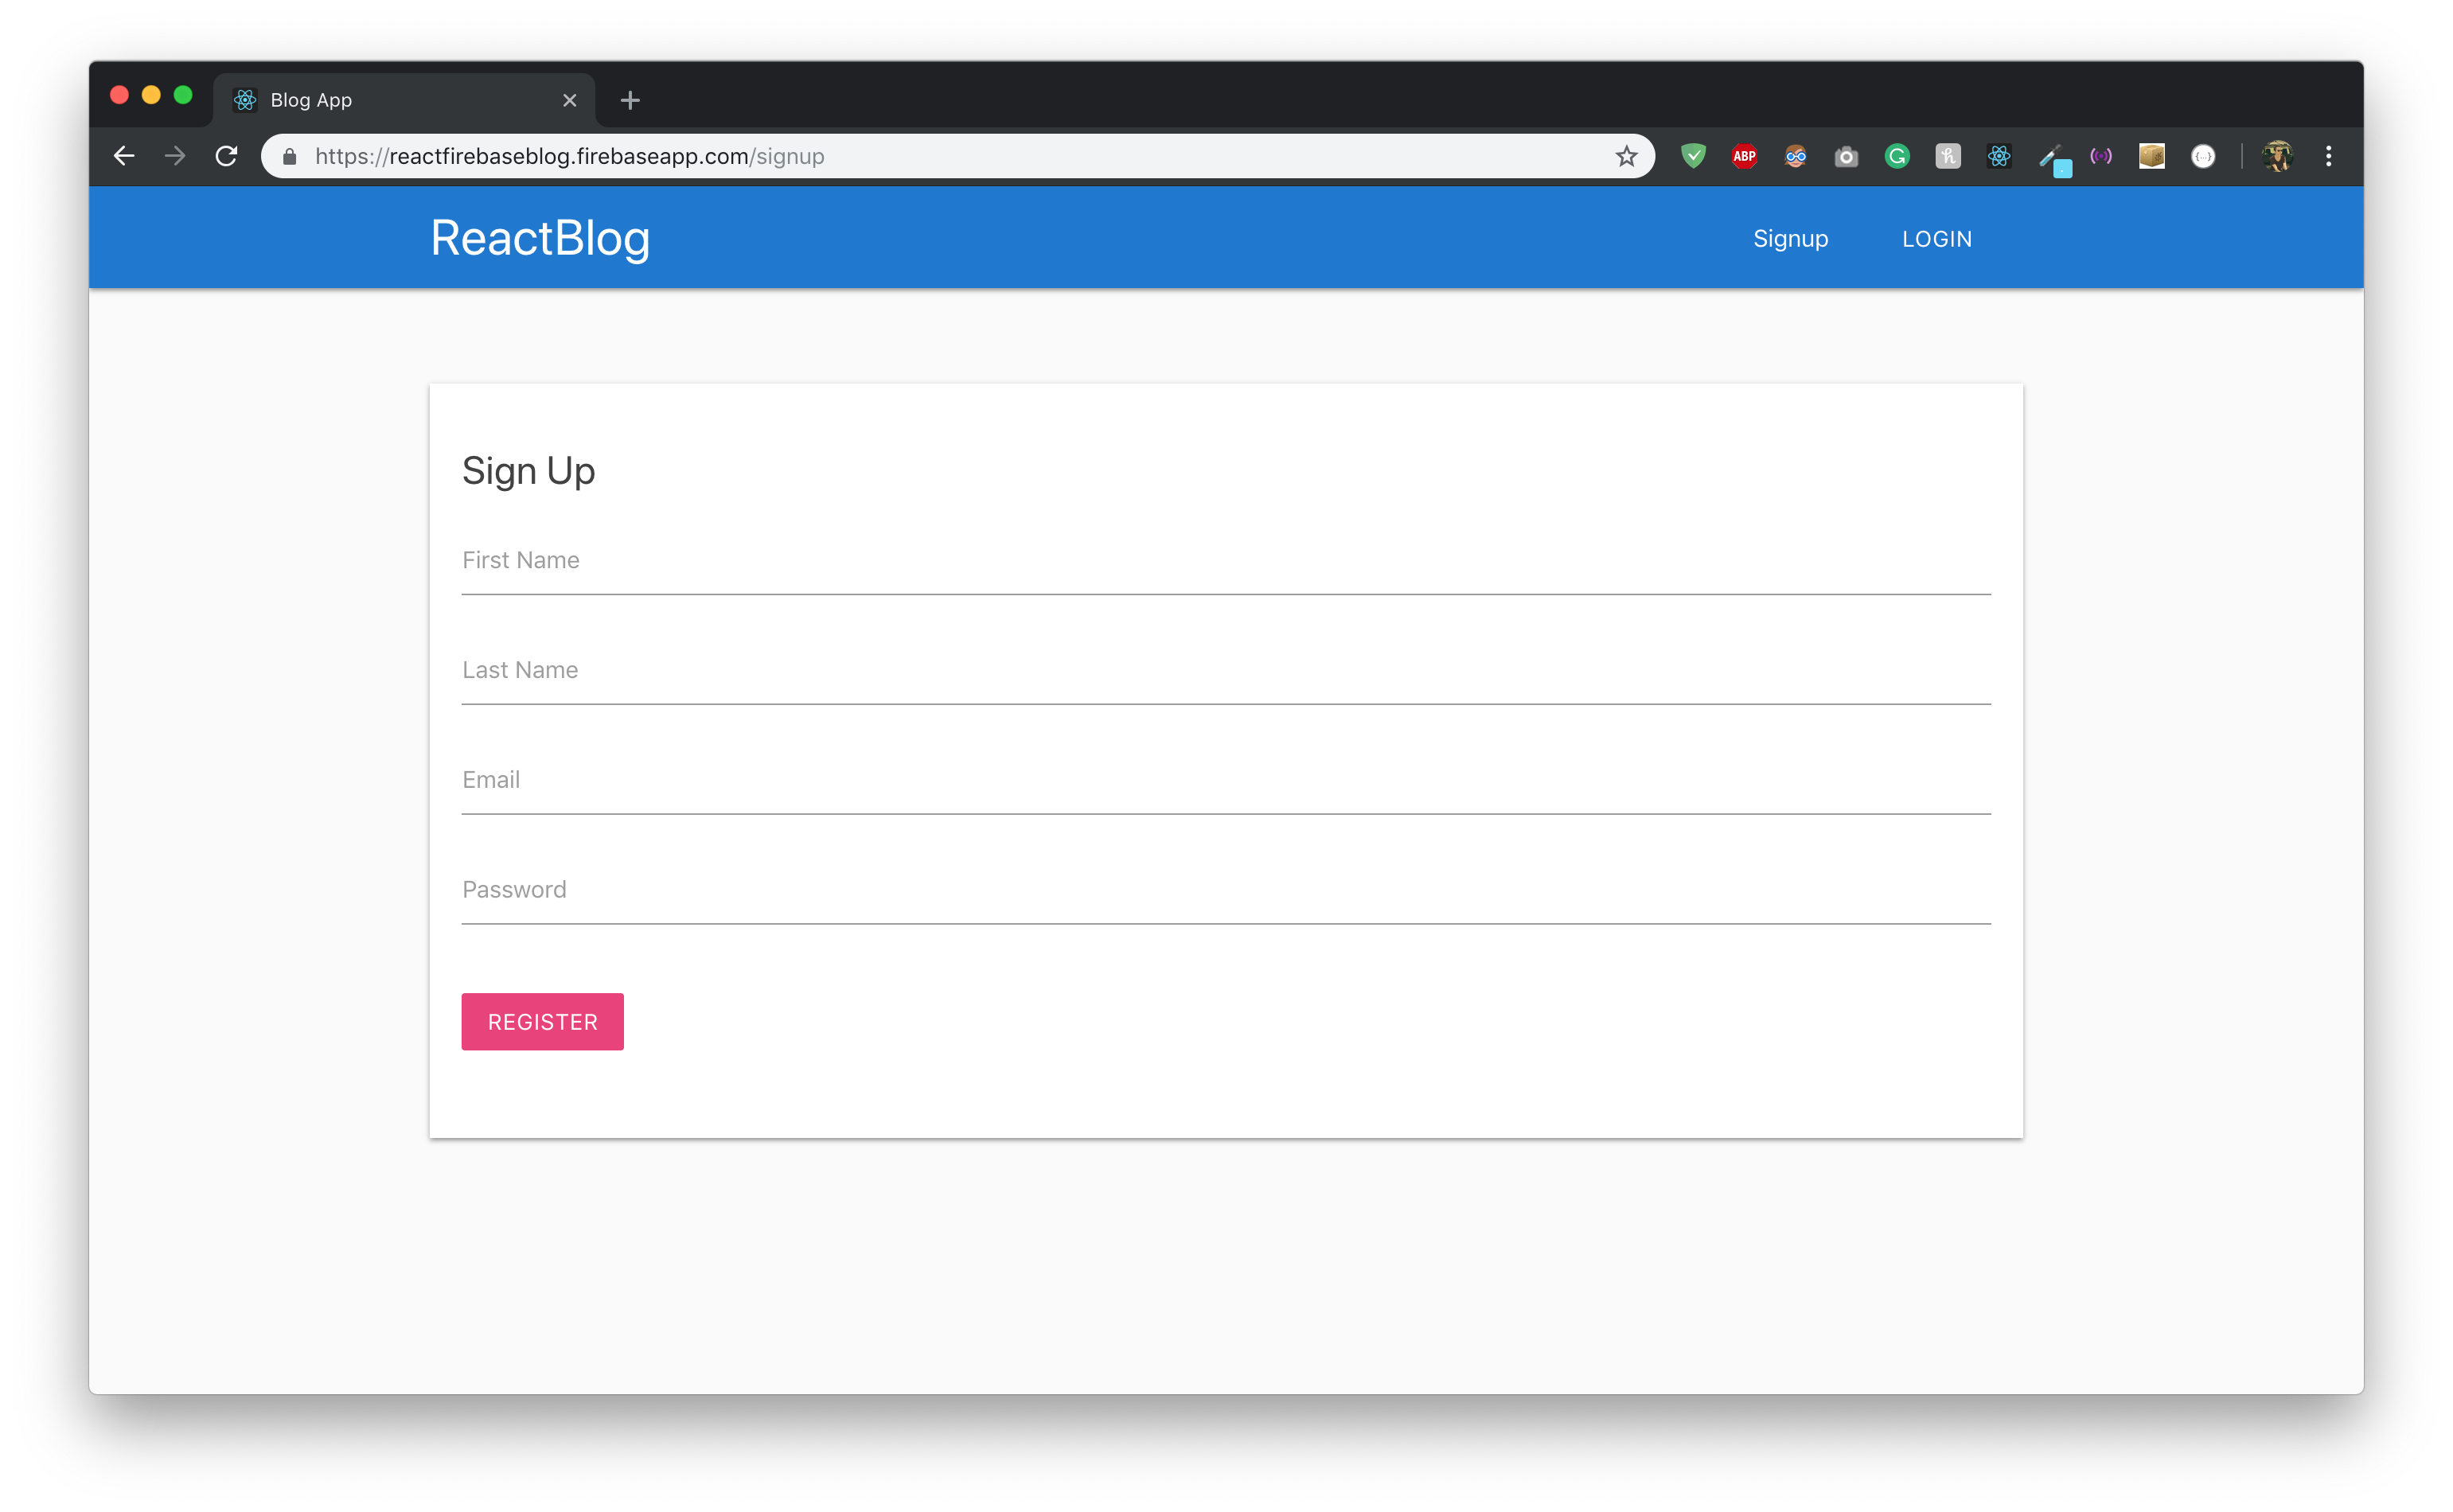 Blog App
https://reactfirebaseblog.firebaseapp.com/signup
ABP
ReactBlog
Signup
LOGIN
Sign Up
First Name
Last Name
Email
Password
REGISTER